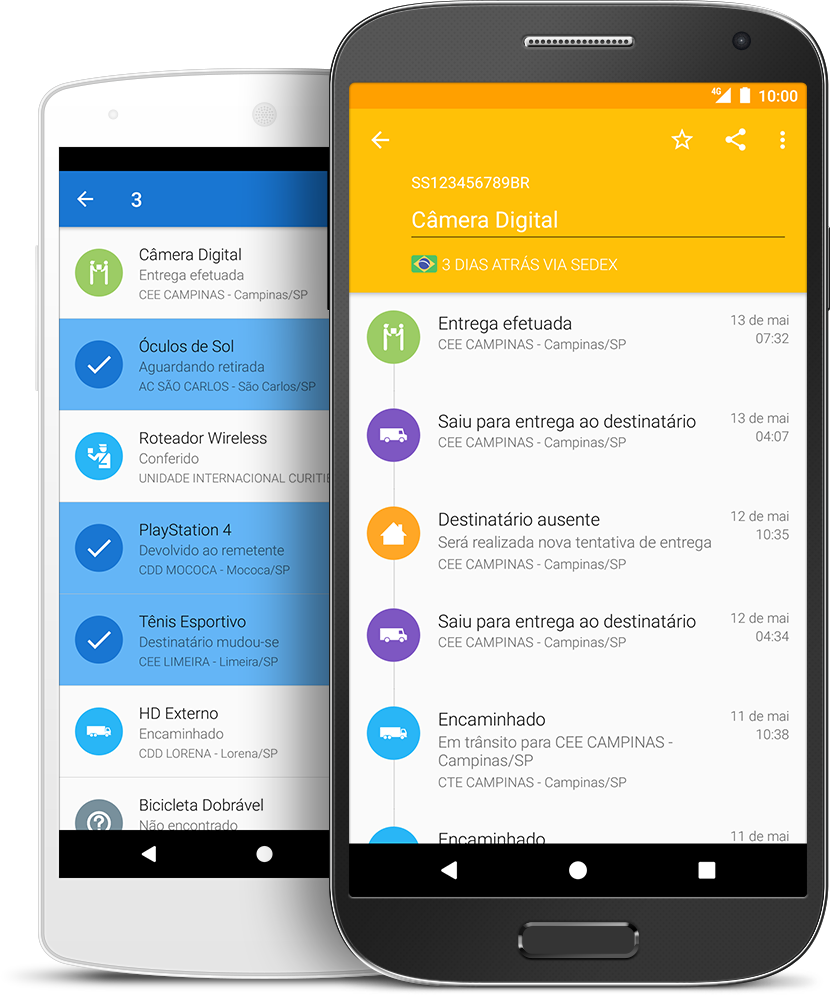 3
Câmera Digital
Entrega efetuada
CEE CAMPINAS - Campinas/SP
Óculos de Sol
Aguardando retirada
AC SÃO CARLOS - São Carlos/SP
Roteador Wireless
Conferido
UNIDADE INTERNACIONAL CURITI
PlayStation 4
Devolvido ao remetente
CDD MOCOCA - Mococa/SP
Tênis Esportivo
Destinatário mudou-se
CEE LIMEIRA - Limeira/SP
HD Externo
Encaminhado
CDD LORENA - Lorena/SP
Bicicleta Dobrável
Não encontrado
4G 10:00
SS123456789BR
Câmera Digital
3 DIAS ATRÁS VIA SEDEX
Entrega efetuada 13 de mai
CEE CAMPINAS - Campinas/SP 07:32
Saiu para entrega ao destinatário 13 de mai
CEE CAMPINAS - Campinas/SP 04:07
Destinatário ausente 12 de mai
Será realizada nova tentativa de entrega 10:35
CEE CAMPINAS - Campinas/SP
Saiu para entrega ao destinatário 12 de mai
CEE CAMPINAS - Campinas/SP 04:34
Encaminhado 11 de mai
Em trânsito para CEE CAMPINAS - 10:38
Campinas/SP
CTE CAMPINAS - Campinas/SP
Encaminhado 11 de mai